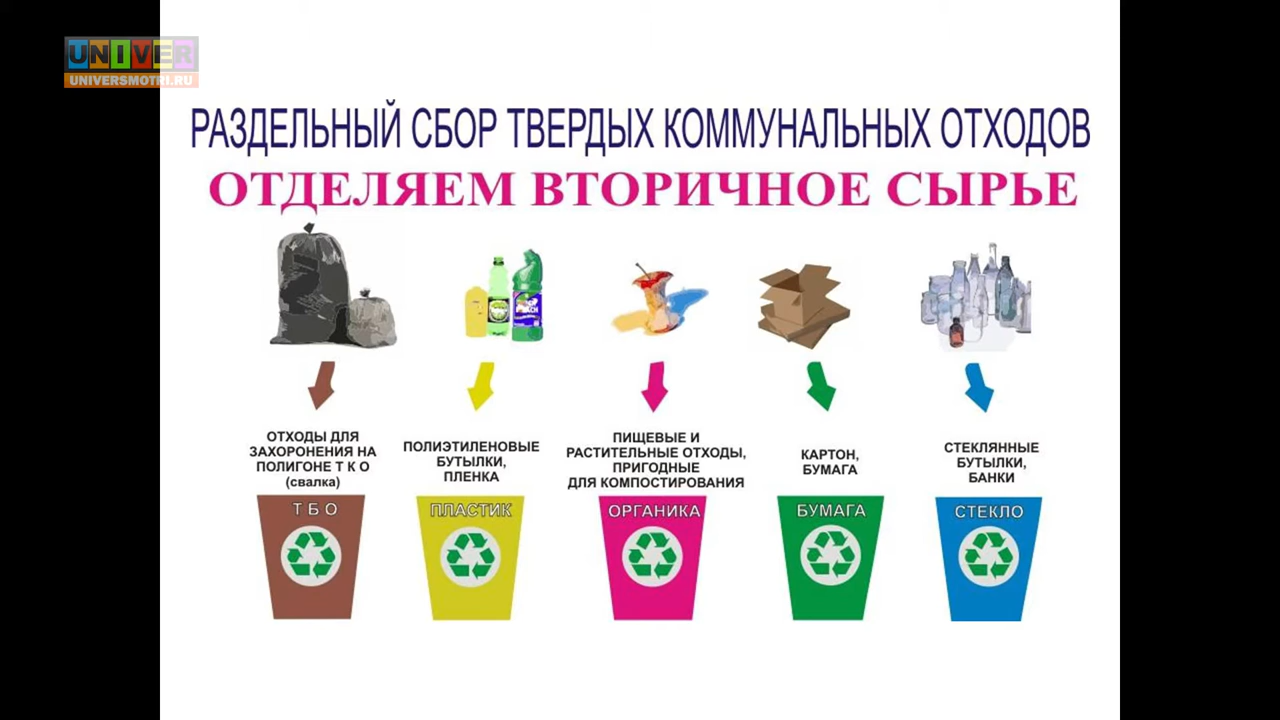 UNIVER
UNIVERSMOTRI.RU
РАЗДЕЛЬНЫЙ СБОР ТВЕРДЫХ КОММУНАЛЬНЫХ ОТХОДОВ
ОТДЕЛЯЕМ ВТОРИЧНОЕ СЫРЬЕ
ОТХОДЫ ДЛЯ
ЗАХОРОНЕНИЯ НА
ПОЛИГОНЕ Т К О
(свалка)
ПОЛИЭТИЛЕНОВЫЕ
БУТЫЛКИ,
ПЛЕНКА
ПИЩЕВЫЕ И
РАСТИТЕЛЬНЫЕ ОТХОДЫ,
ПРИГОДНЫЕ
ДЛЯ КОМПОСТИРОВАНИЯ
КАРТОН,
БУМАГА
СТЕКЛЯННЫЕ
БУТЫЛКИ,
БАНКИ
Т Б О
ПЛАСТИК
ОРГАНИКА
БУМАГА
СТЕКЛО